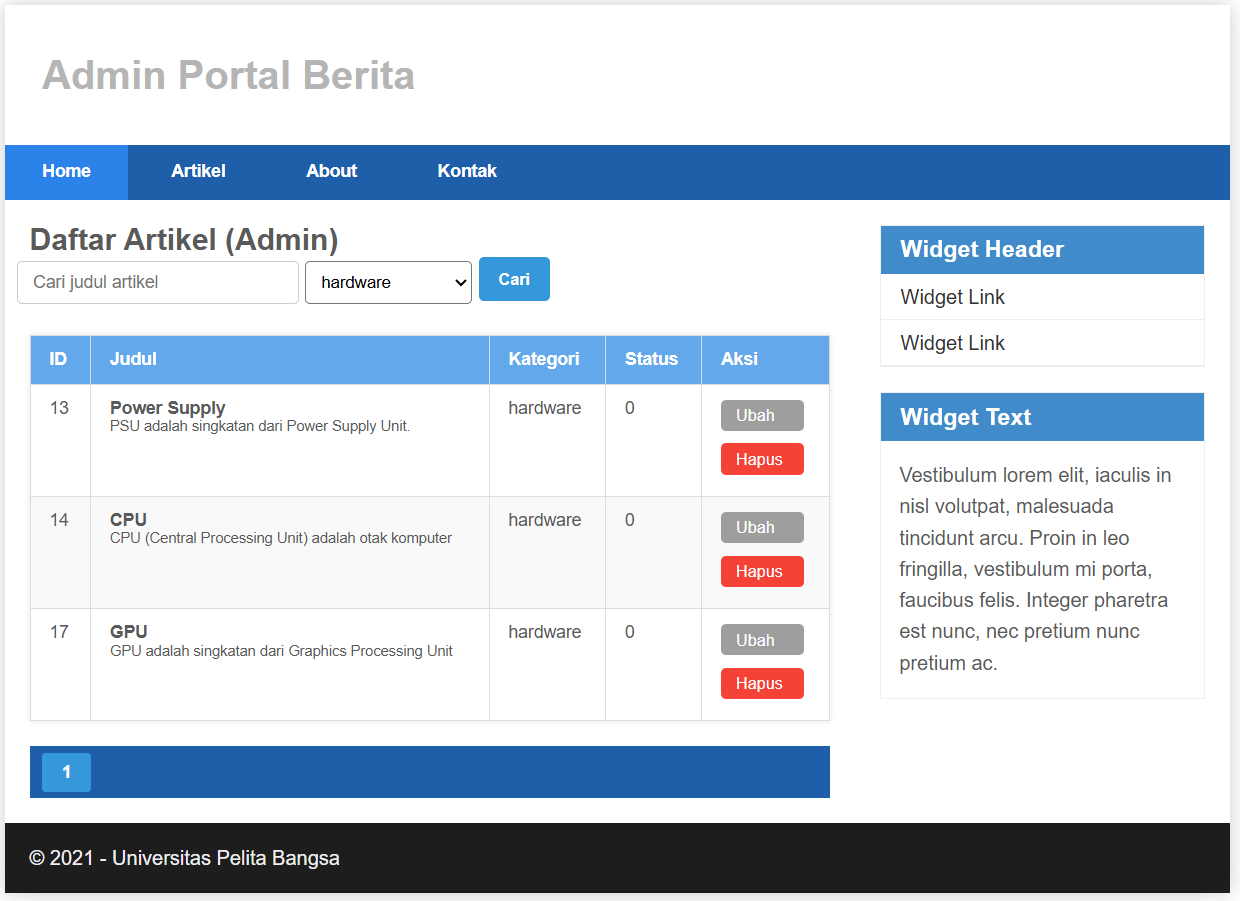 Admin Portal Berita
Home Artikel About Kontak
Daftar Artikel (Admin)
Cari judul artikel hardware Cari
ID Judul Kategori Status Aksi
13 Power Supply hardware 0 Ubah
PSU adalah singkatan dari Power Supply Unit.
Hapus
14 CPU hardware 0 Ubah
CPU (Central Processing Unit) adalah otak komputer
Hapus
17 GPU hardware 0 Ubah
GPU adalah singkatan dari Graphics Processing Unit
Hapus
1
Widget Header
Widget Link
Widget Link
Widget Text
Vestibulum lorem elit, iaculis in
nisl volutpat, malesuada
tincidunt arcu. Proin in leo
fringilla, vestibulum mi porta,
faucibus felis. Integer pharetra
est nunc, nec pretium nunc
pretium ac.
© 2021 - Universitas Pelita Bangsa